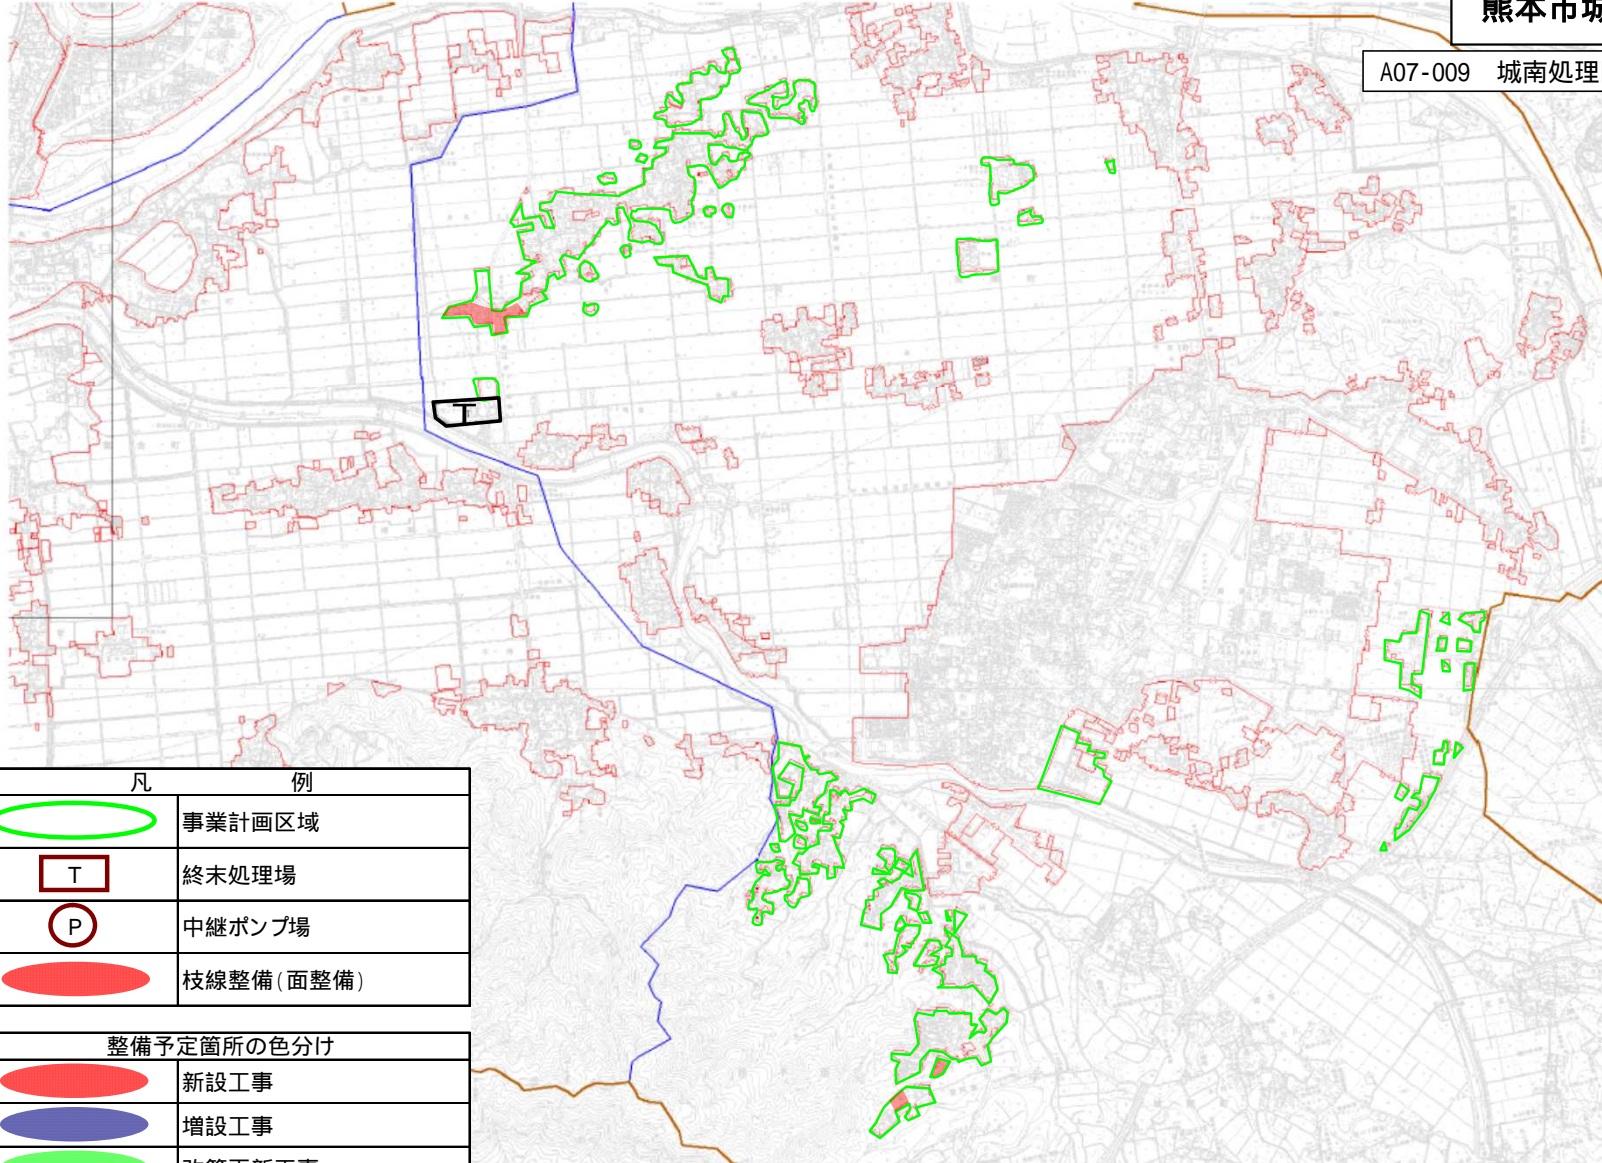 熊本市城
A07-009 城南処理
T
凡 例
事業計画区域
T 終末処理場
P 中継ポンプ場
枝線整備(面整備)
整備予定箇所の色分け
新設工事
増設工事